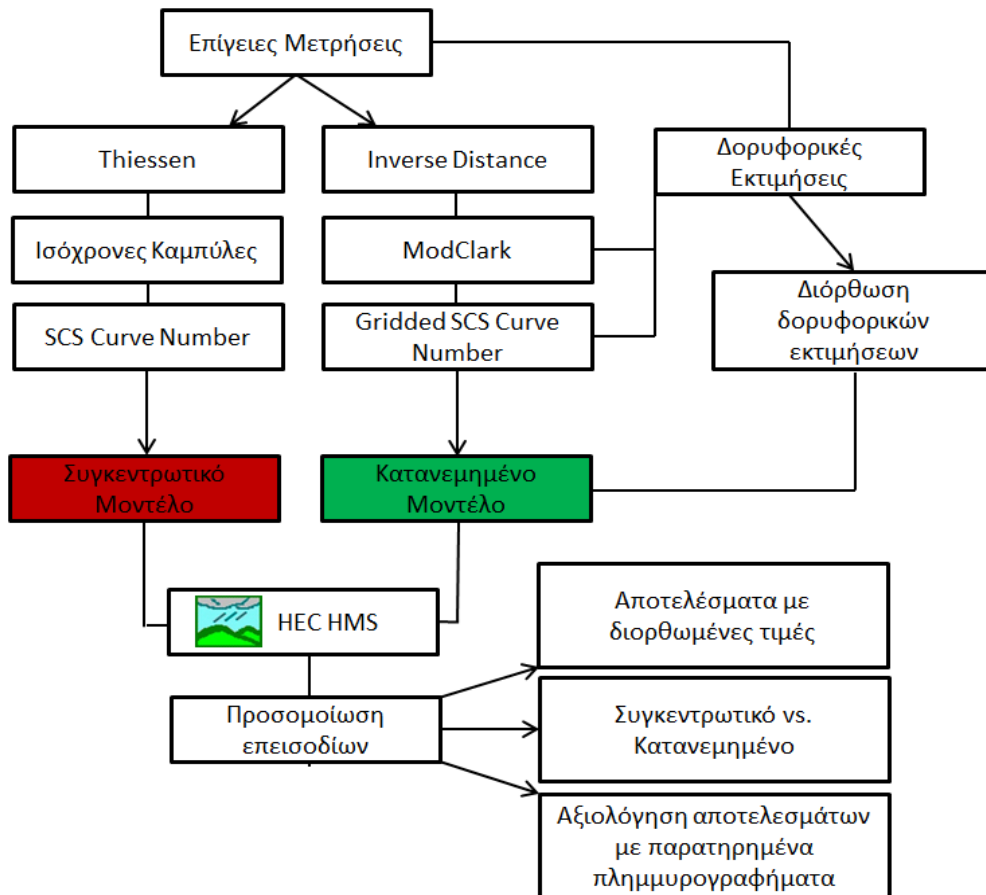 Επίγειες Μετρήσεις
Thiessen
Inverse Distance
Δορυφορικές
Εκτιμήσεις
Ισόχρονες Καμπύλες
ModClark
SCS Curve Number
Gridded SCS Curve
Number
Διόρθωση
δορυφορικών
εκτιμήσεων
Συγκεντρωτικό
Μοντέλο
Κατανεμημένο
Μοντέλο
HEC HMS
Προσομοίωση
επεισοδίων
Αποτελέσματα με
διορθωμένες τιμές
Συγκεντρωτικό vs.
Κατανεμημένο
Αξιολόγηση αποτελεσμάτων
με παρατηρημένα
πλημμυρογραφήματα